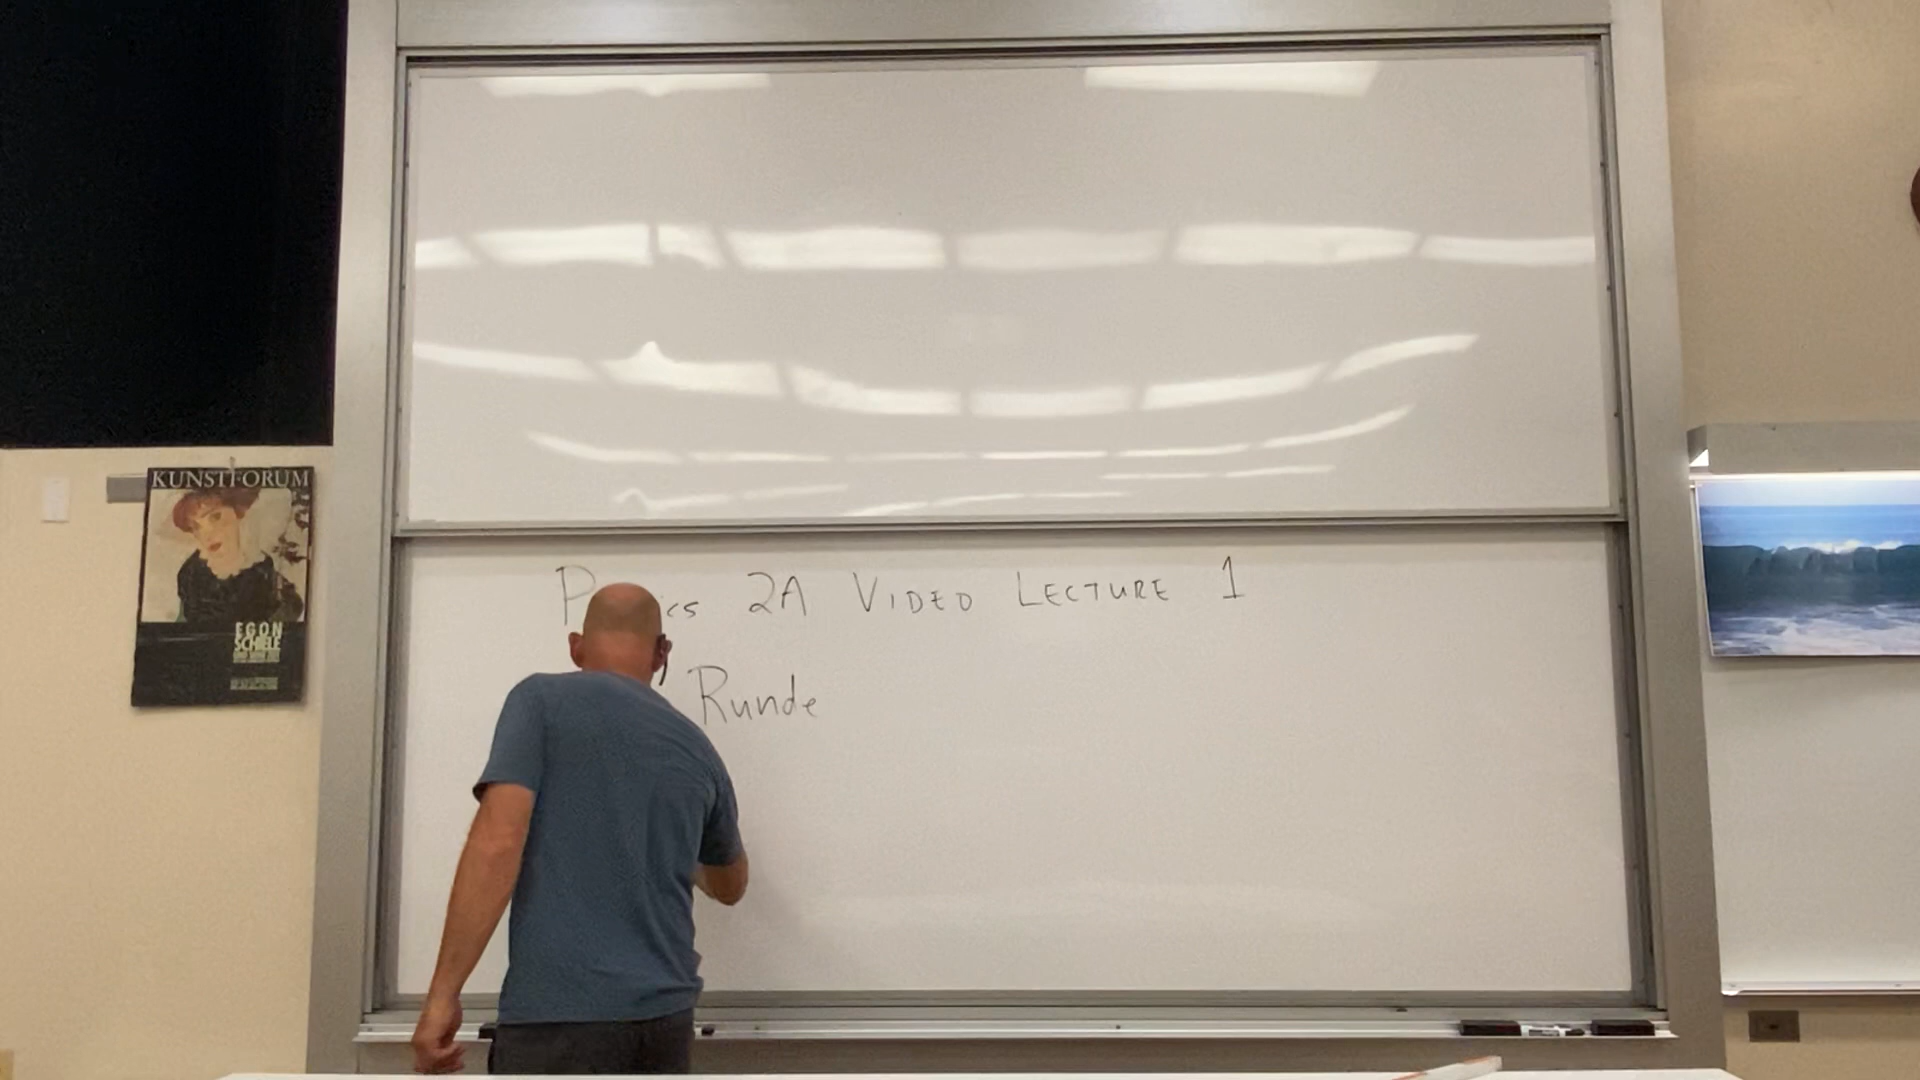 KUNSTFORUM
EGON
SCHIELE
2A VIDEO LECTURE 1
Runde